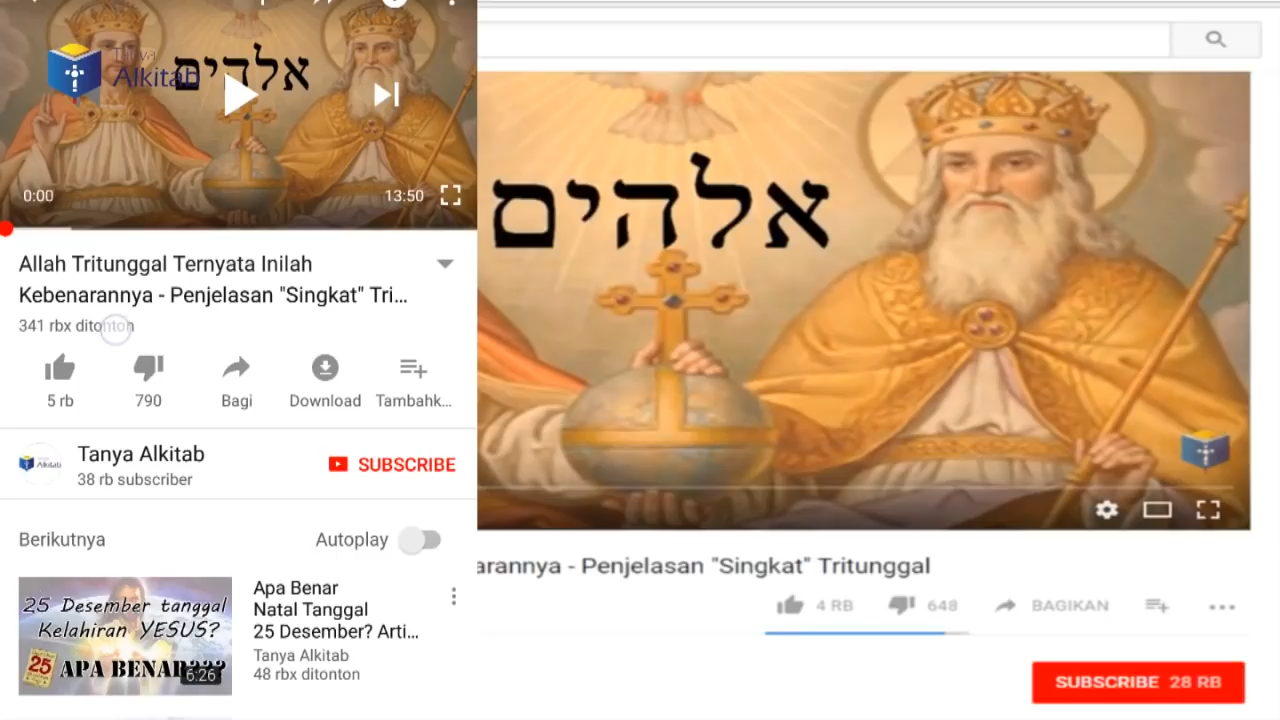 Tanya
Alkitab
אלהים
0:00
13:50
Allah Tritunggal Ternyata Inilah
Kebenarannya - Penjelasan "Singkat" Tri...
341 rbx ditonton
5 rb
790
Bagi
Download
Tambahk...
Tanya Alkitab
38 rb subscriber
SUBSCRIBE
Berikutnya
Autoplay
25 Desember tanggal
Kelahiran YESUS?
25
APA BENAR???
6:26
Apa Benar
Natal Tanggal
25 Desember? Arti...
Tanya Alkitab
48 rbx ditonton
אלהים
arannya - Penjelasan "Singkat" Tritunggal
4 RB
648
BAGIKAN
SUBSCRIBE 28 RB